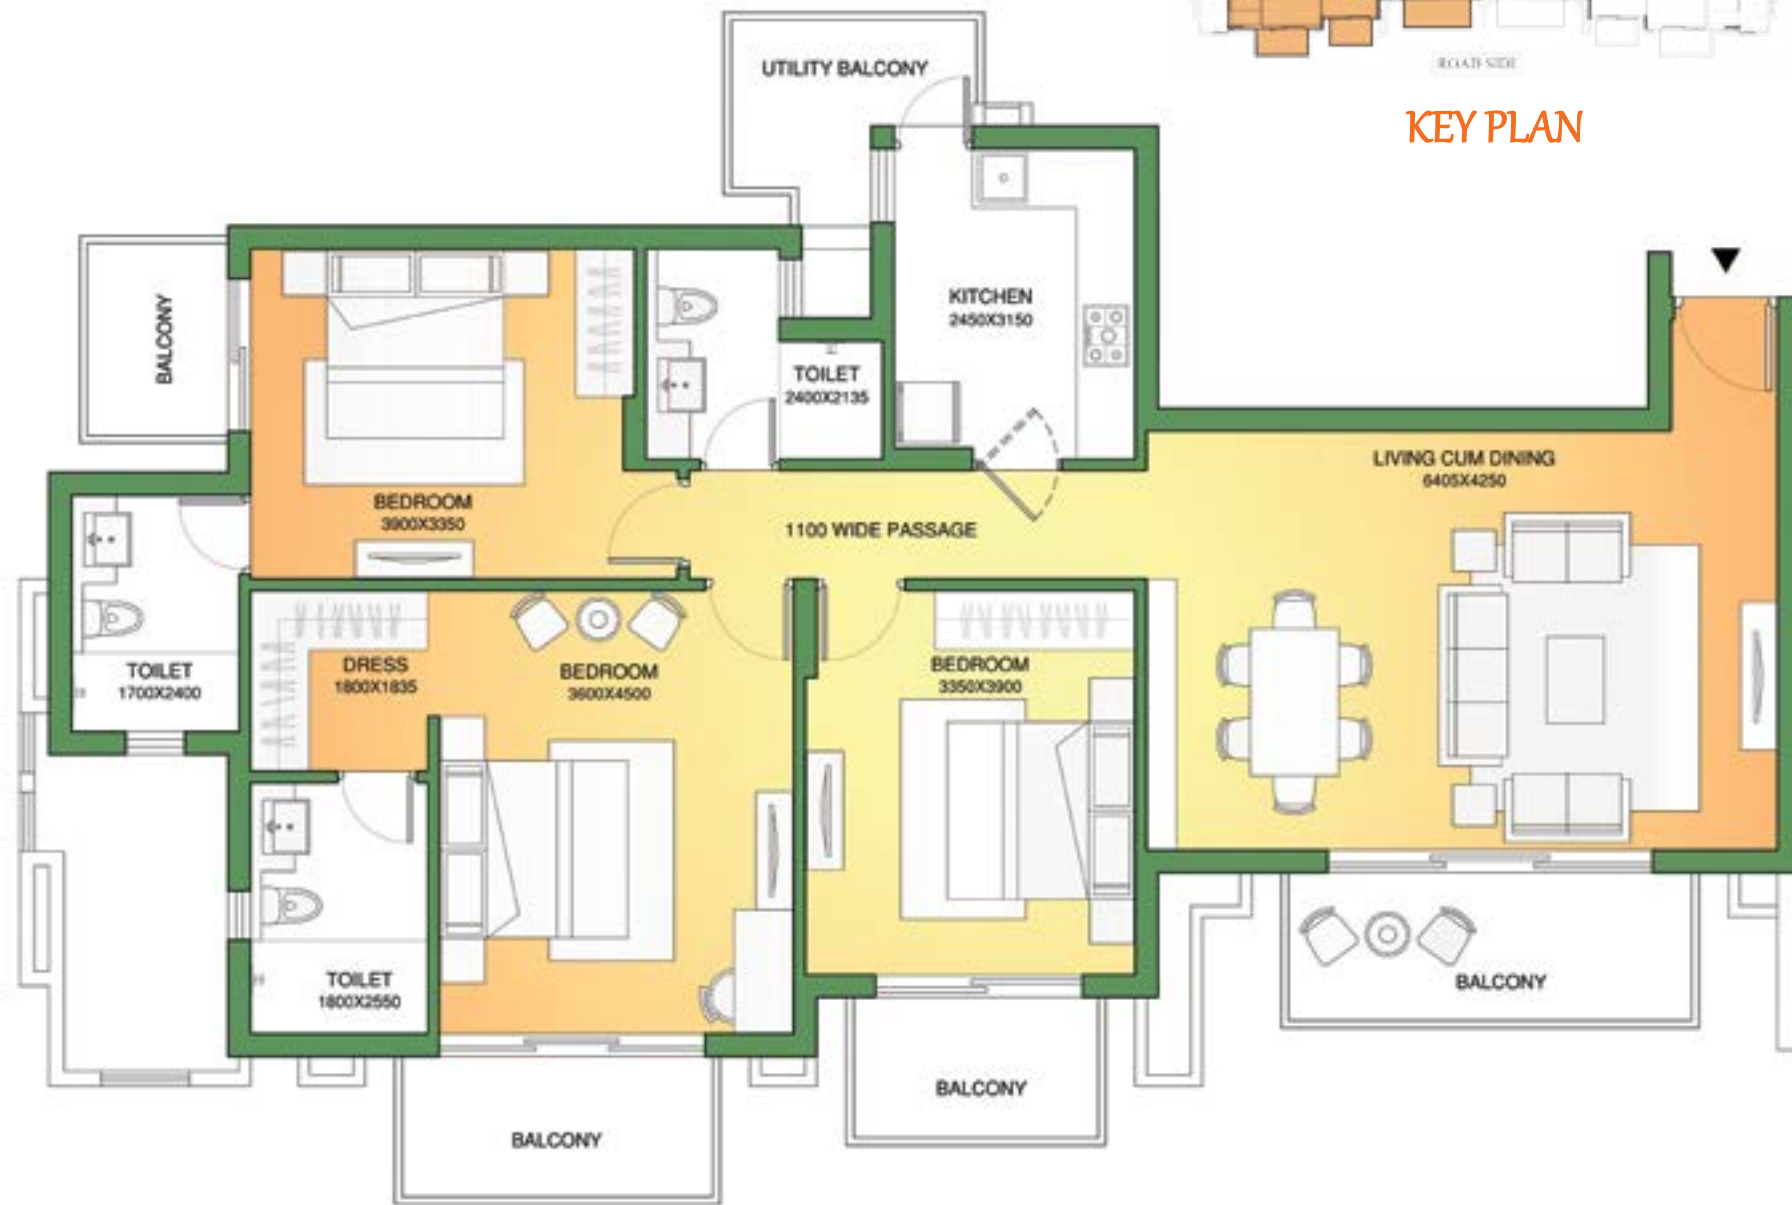 ROAD SIDE
KEY PLAN
UTILITY BALCONY
BALCONY
KITCHEN
2450X3150
TOILET
2400X2135
LIVING CUM DINING
6405X4250
BEDROOM
3900X3350
1100 WIDE PASSAGE
TOILET
1700X2400
DRESS
1800X1835
BEDROOM
3600X4500
BEDROOM
3350X3900
TOILET
1800X2550
BALCONY
BALCONY
BALCONY